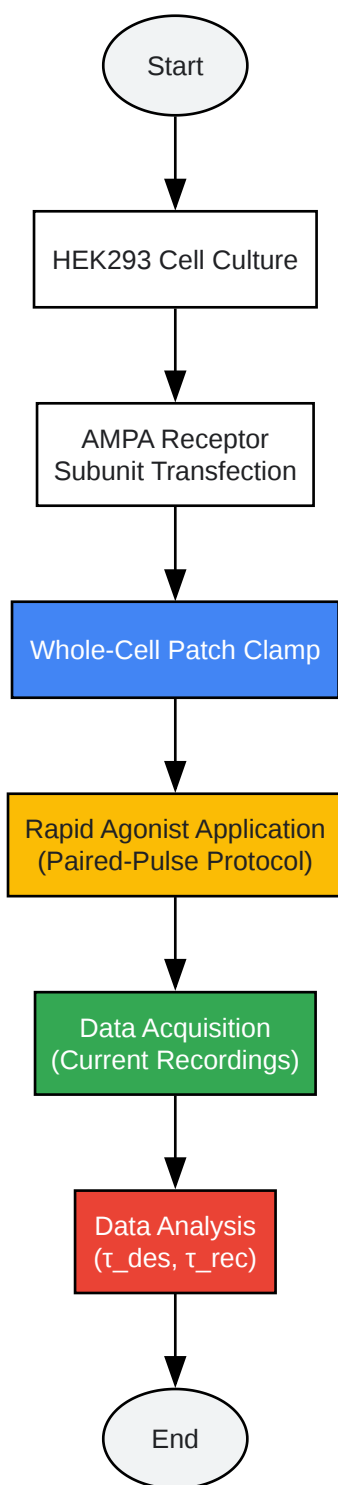 Start
HEK293 Cell Culture
AMPA Receptor
Subunit Transfection
Whole-Cell Patch Clamp
Rapid Agonist Application
(Paired-Pulse Protocol)
Data Acquisition
(Current Recordings)
Data Analysis
(τ_des, τ_rec)
End